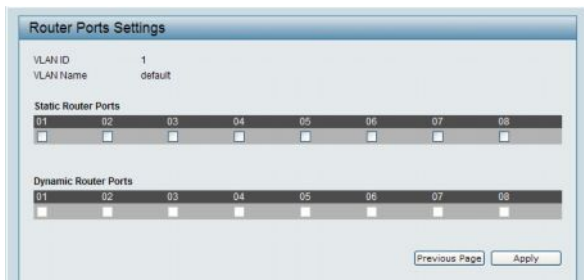 Router Ports Settings
VLAN ID 1
VLAN Name default
Static Router Ports
01 02 03 04 05 06 07 08
Dynamic Router Ports
01 02 03 04 05 06 07 08
Previous Page Apply